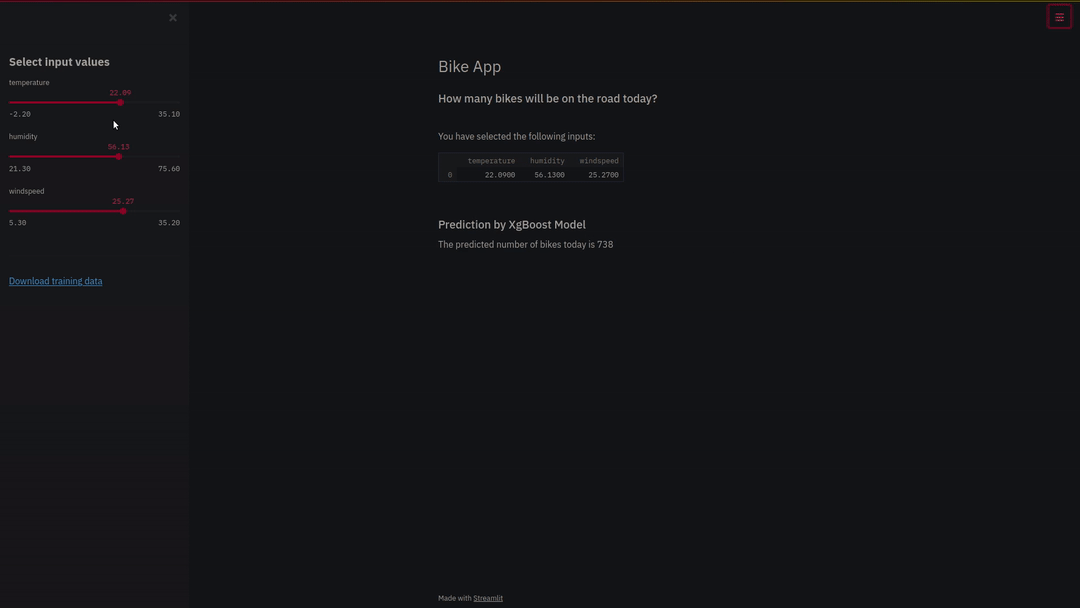 Select input values
temperature
22.09
-2.20 35.10
humidity
56.13
21.30 75.60
windspeed
25.27
5.30 35.20
Download training data
Bike App
How many bikes will be on the road today?
You have selected the following inputs:
temperature humidity windspeed
0 22.0900 56.1300 25.2700
Prediction by XgBoost Model
The predicted number of bikes today is 738
Made with Streamlit